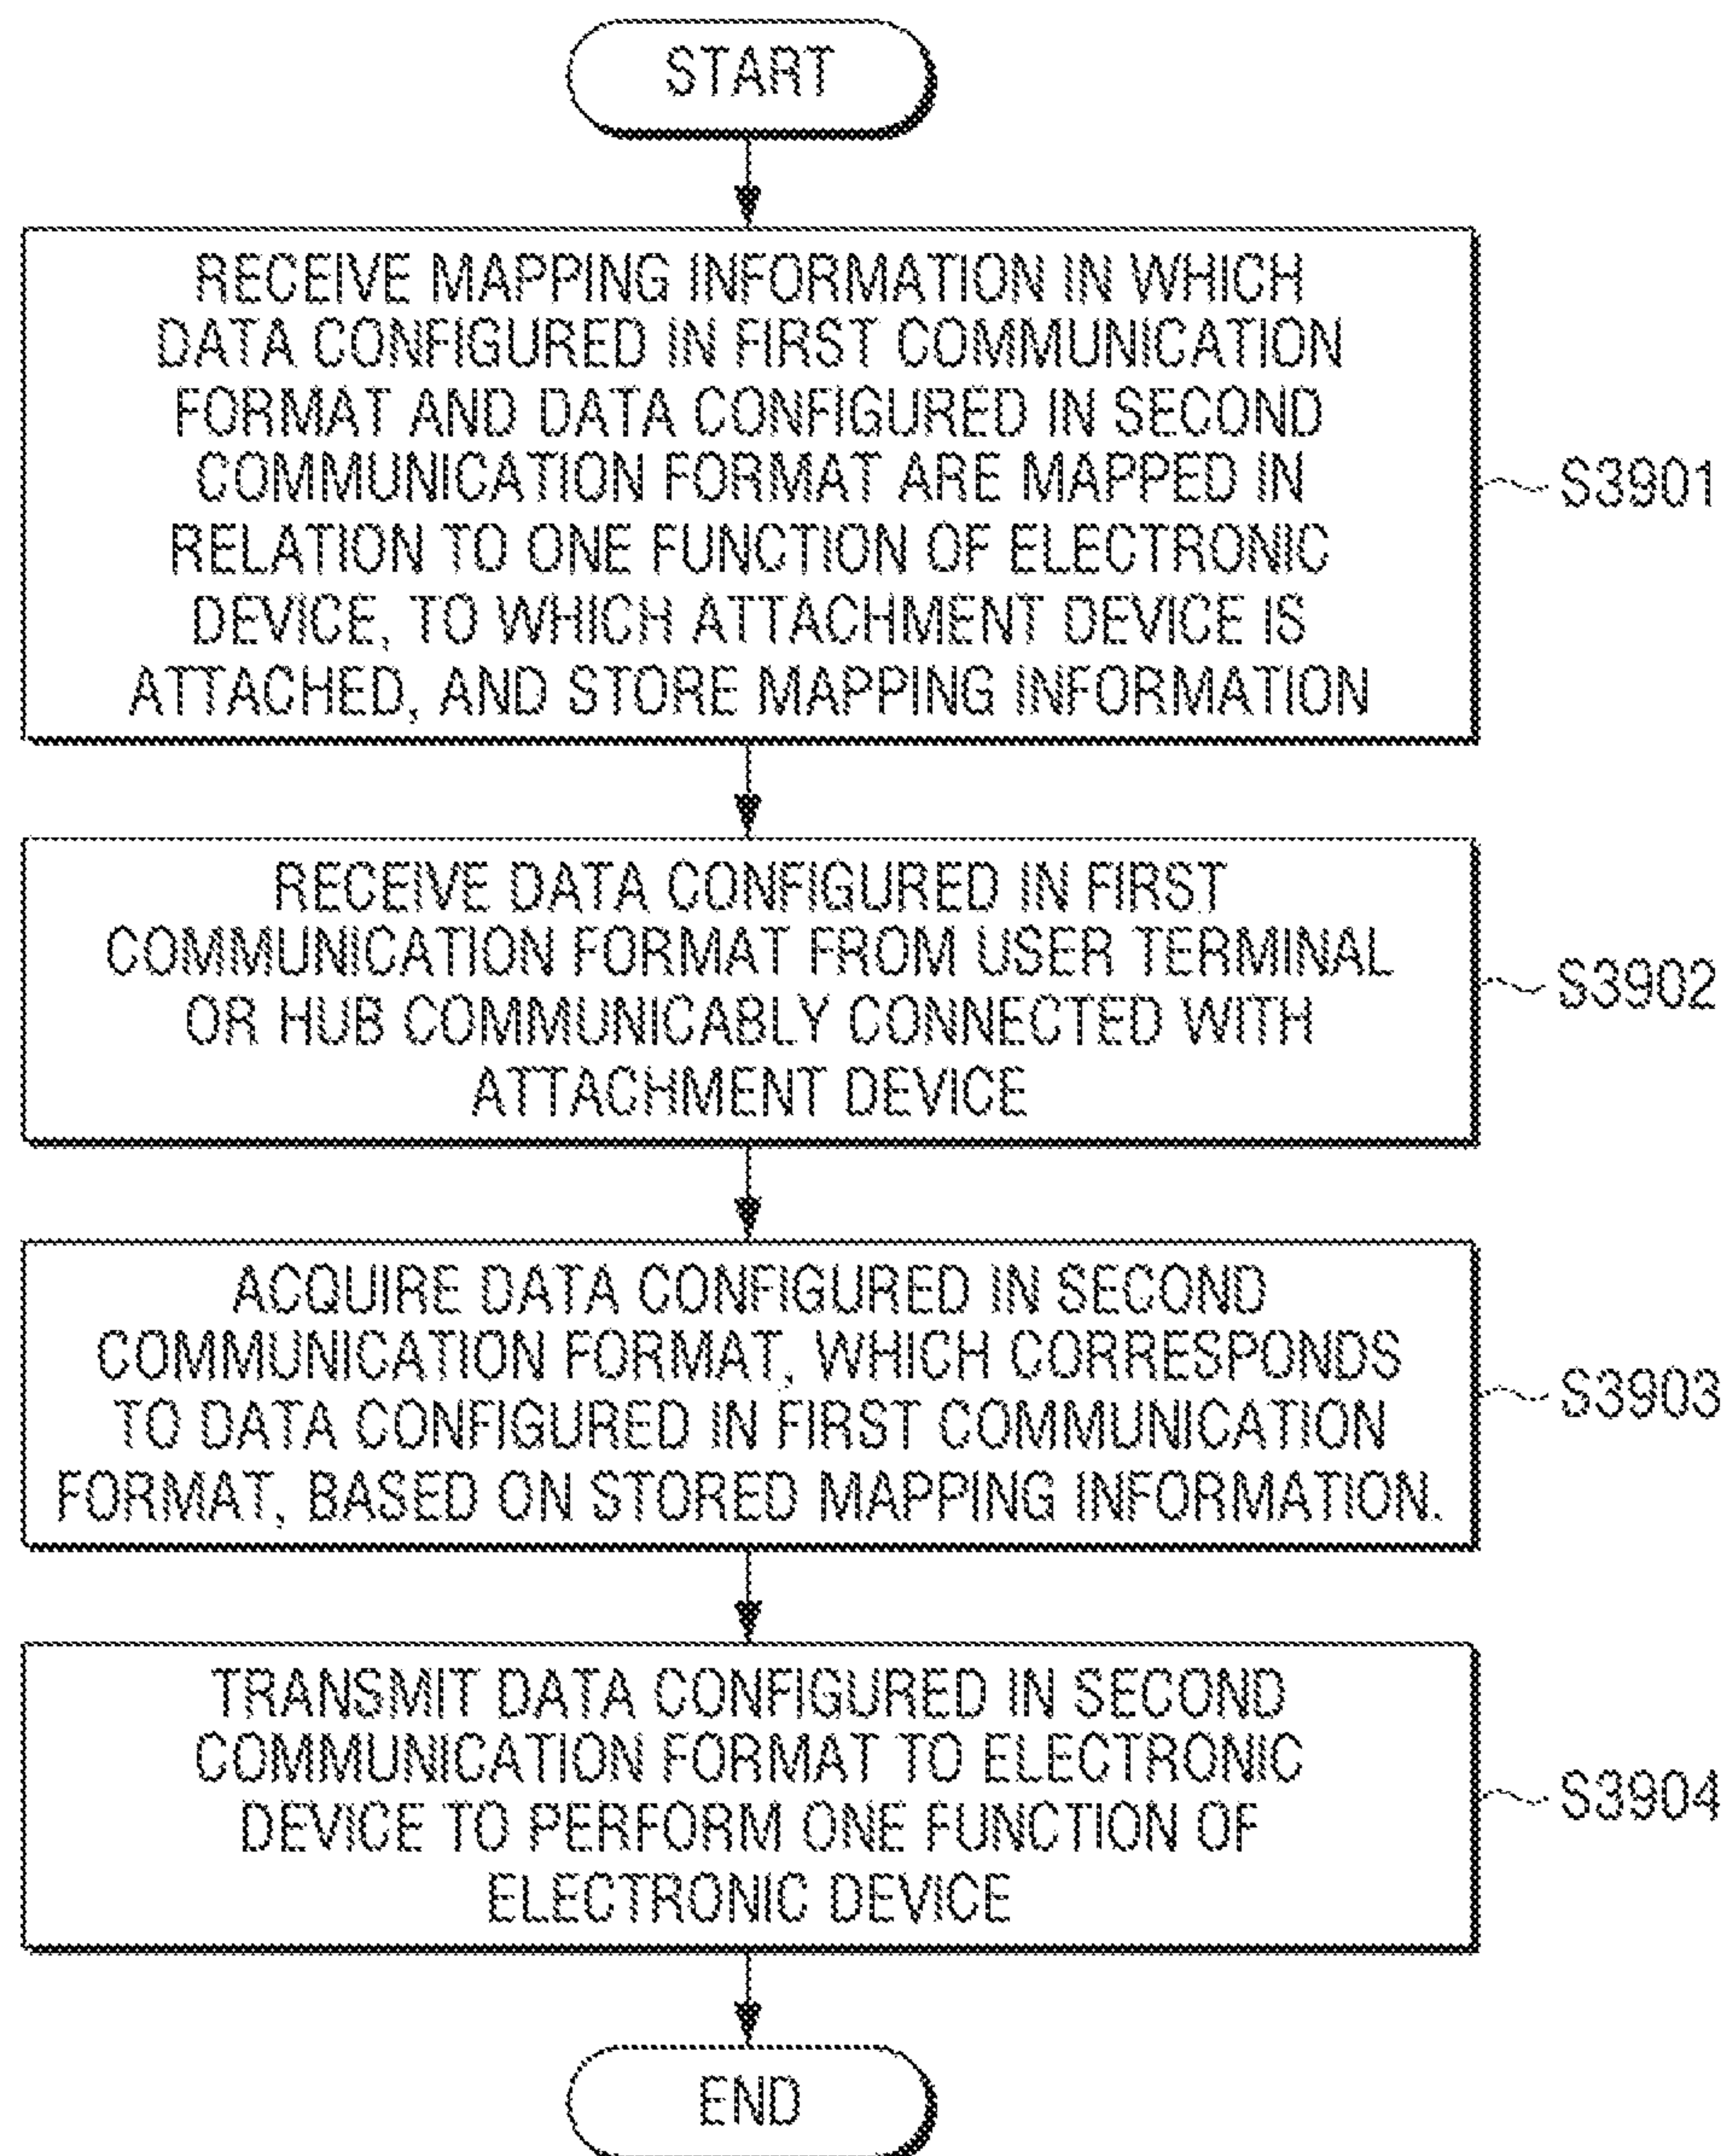 START
RECEIVE MAPPING INFORMATION IN WHICH
DATA CONFIGURED IN FIRST COMMUNICATION
FORMAT AND DATA CONFIGURED IN SECOND
COMMUNICATION FORMAT ARE MAPPED IN
RELATION TO ONE FUNCTION OF ELECTRONIC
DEVICE, TO WHICH ATTACHMENT DEVICE IS
ATTACHED, AND STORE MAPPING INFORMATION
S3901
RECEIVE DATA CONFIGURED IN FIRST
COMMUNICATION FORMAT FROM USER TERMINAL
OR HUB COMMUNICABLY CONNECTED WITH
ATTACHMENT DEVICE
S3902
ACQUIRE DATA CONFIGURED IN SECOND
COMMUNICATION FORMAT, WHICH CORRESPONDS
TO DATA CONFIGURED IN FIRST COMMUNICATION
FORMAT, BASED ON STORED MAPPING INFORMATION.
S3903
TRANSMIT DATA CONFIGURED IN SECOND
COMMUNICATION FORMAT TO ELECTRONIC
DEVICE TO PERFORM ONE FUNCTION OF
ELECTRONIC DEVICE
S3904
END